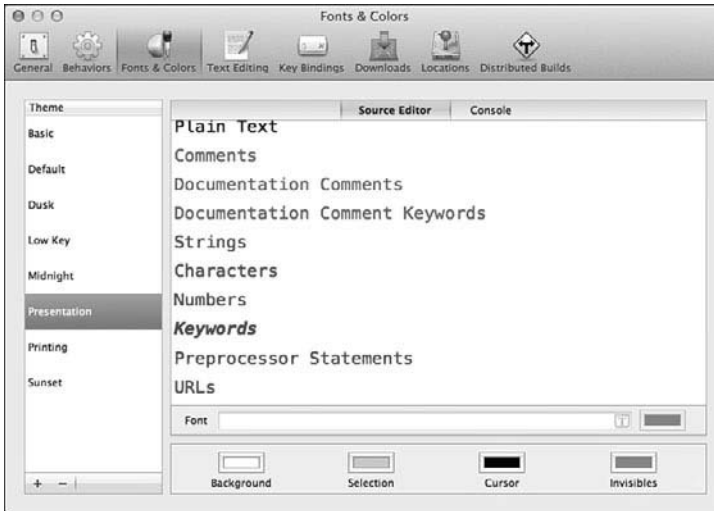 Fonts & Colors
General Behaviors Fonts & Colors Text Editing Key Bindings Downloads Locations Distributed Builds
Theme
Basic
Default
Dusk
Low Key
Midnight
Presentation
Printing
Sunset
Source Editor Console
Plain Text
Comments
Documentation Comments
Documentation Comment Keywords
Strings
Characters
Numbers
Keywords
Preprocessor Statements
URLs
Font
Background Selection Cursor Invisibles